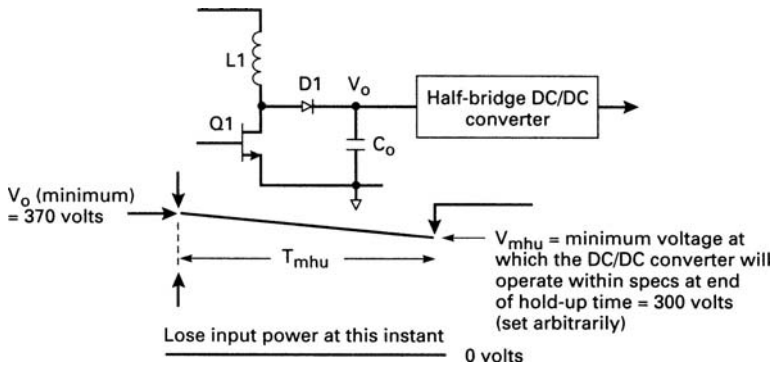 L1
D1
Vo
Half-bridge DC/DC
converter
Q1
Co
Vo (minimum)
= 370 volts
Tmhu
Vmhu = minimum voltage at
which the DC/DC converter will
operate within specs at end
of hold-up time = 300 volts
(set arbitrarily)
Lose input power at this instant
0 volts